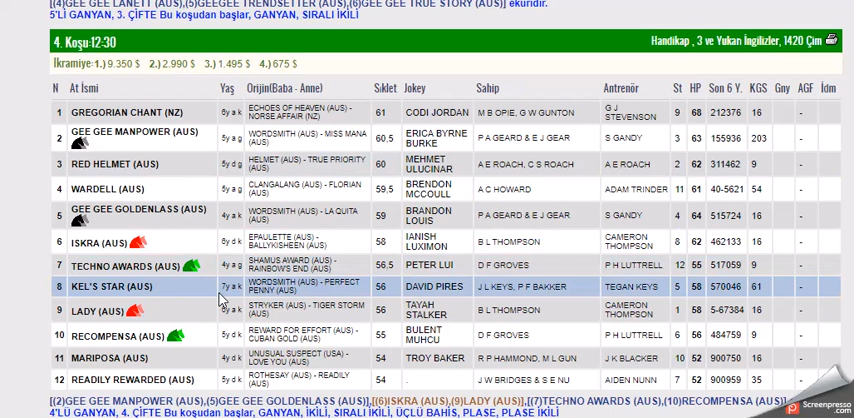 [(4)GEE GEE LANETT (AUS),(5)GEEGEE TRENDSETTER (AUS),(6)GEE GEE TRUE STORY (AUS)] ekuridir.
5'Lİ GANYAN, 3. ÇİFTE Bu koşudan başlar, GANYAN, SIRALI İKİLİ
4. Koşu:12-30 Handikap , 3 ve Yukarı İngilizler, 1420 Çim
İkramiye: 1.) 9.350 $ 2.) 2.990 $ 3.) 1.495 $ 4.) 675 $
N At İsmi Yaş Orijin(Baba - Anne) Sıklet Jokey Sahip Antrenör St HP Son 6 Y. KGS Gny AGF İdm
1 GREGORIAN CHANT (NZ) 6y a k ECHOES OF HEAVEN (AUS) - NORSE AFFAIR (NZ) 61 CODI JORDAN M B OPIE, G W GUNTON G J STEVENSON 9 68 212376 16 -
2 GEE GEE MANPOWER (AUS) 5y a g WORDSMITH (AUS) - MISS MANA (AUS) 60,5 ERICA BYRNE BURKE P A GEARD & E J GEAR S GANDY 3 63 155936 203 -
3 RED HELMET (AUS) 5y d g HELMET (AUS) - TRUE PRIORITY (AUS) 60 MEHMET ULUCINAR A E ROACH, C S ROACH A E ROACH 2 62 311462 9 -
4 WARDELL (AUS) 5y a g CLANGALANG (AUS) - FLORIAN (AUS) 59,5 BRENDON MCCOULL A C HOWARD ADAM TRINDER 11 61 40-5621 54 -
5 GEE GEE GOLDENLASS (AUS) 4y a k WORDSMITH (AUS) - LA QUITA (AUS) 59 BRANDON LOUIS P A GEARD & E J GEAR S GANDY 4 64 515724 16 -
6 ISKRA (AUS) 6y d k EPAULETTE (AUS) - BALLYKISHEEN (AUS) 58 IANISH LUXIMON B L THOMPSON CAMERON THOMPSON 8 62 462133 16 -
7 TECHNO AWARDS (AUS) 4y a g SHAMUS AWARD (AUS) - RAINBOW'S END (AUS) 56,5 PETER LUI D F GROVES P H LUTTRELL 12 55 517059 9 -
8 KEL'S STAR (AUS) 7y a k WORDSMITH (AUS) - PERFECT PENNY (AUS) 56 DAVID PIRES J L KEYS, P F BAKKER TEGAN KEYS 5 58 570046 61 -
9 LADY (AUS) a k STRYKER (AUS) - TIGER STORM (AUS) 56 TAYAH STALKER B L THOMPSON CAMERON THOMPSON 1 58 5-67384 16 -
10 RECOMPENSA (AUS) 5y d k REWARD FOR EFFORT (AUS) - CUBAN GOLD (AUS) 55 BULENT MUHCU D F GROVES P H LUTTRELL 6 56 484759 9 -
11 MARIPOSA (AUS) 4y d k UNUSUAL SUSPECT (USA) - LOVE YOU (AUS) 54 TROY BAKER R P HAMMOND, M L GUN J K BLACKER 10 52 900750 16 -
12 READILY REWARDED (AUS) 5y d k ROTHESAY (AUS) - READILY (AUS) 54 . J W BRIDGES & S E NU AIDEN NUNN 7 52 900959 35 -
[(2)GEE GEE MANPOWER (AUS),(5)GEE GEE GOLDENLASS (AUS)],[(6)ISKRA (AUS),(9)LADY (AUS)],[(7)TECHNO AWARDS (AUS),(10)RECOMPENSA (AUS)]
4'LÜ GANYAN, 4. ÇİFTE Bu koşudan başlar, GANYAN, İKİLİ, SIRALI İKİLİ, ÜÇLÜ BAHİS, PLASE, PLASE İKİLİ
Powered by
Screenpresso
.com